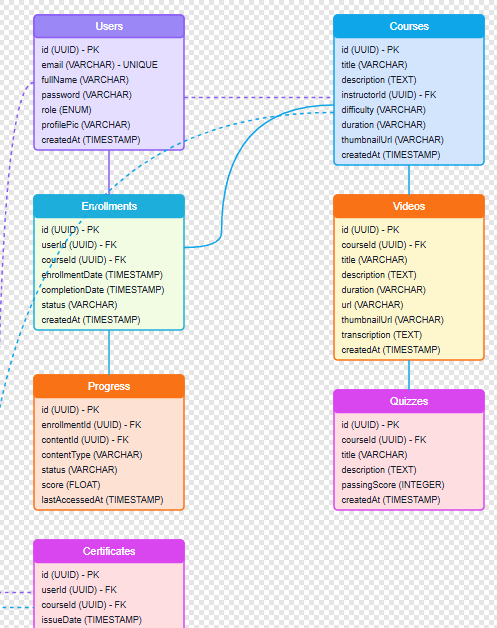 Users
id (UUID) - PK
email (VARCHAR) - UNIQUE
fullName (VARCHAR)
password (VARCHAR)
role (ENUM)
profilePic (VARCHAR)
createdAt (TIMESTAMP)
Courses
id (UUID) - PK
title (VARCHAR)
description (TEXT)
instructorId (UUID) - FK
difficulty (VARCHAR)
duration (VARCHAR)
thumbnailUrl (VARCHAR)
createdAt (TIMESTAMP)
Enrollments
id (UUID) - PK
userId (UUID) - FK
courseId (UUID) - FK
enrollmentDate (TIMESTAMP)
completionDate (TIMESTAMP)
status (VARCHAR)
createdAt (TIMESTAMP)
Videos
id (UUID) - PK
courseId (UUID) - FK
title (VARCHAR)
description (TEXT)
duration (VARCHAR)
url (VARCHAR)
thumbnailUrl (VARCHAR)
transcription (TEXT)
createdAt (TIMESTAMP)
Progress
id (UUID) - PK
enrollmentId (UUID) - FK
contentId (UUID) - FK
contentType (VARCHAR)
status (VARCHAR)
score (FLOAT)
lastAccessedAt (TIMESTAMP)
Quizzes
id (UUID) - PK
courseId (UUID) - FK
title (VARCHAR)
description (TEXT)
passingScore (INTEGER)
createdAt (TIMESTAMP)
Certificates
id (UUID) - PK
userId (UUID) - FK
courseId (UUID) - FK
issueDate (TIMESTAMP)